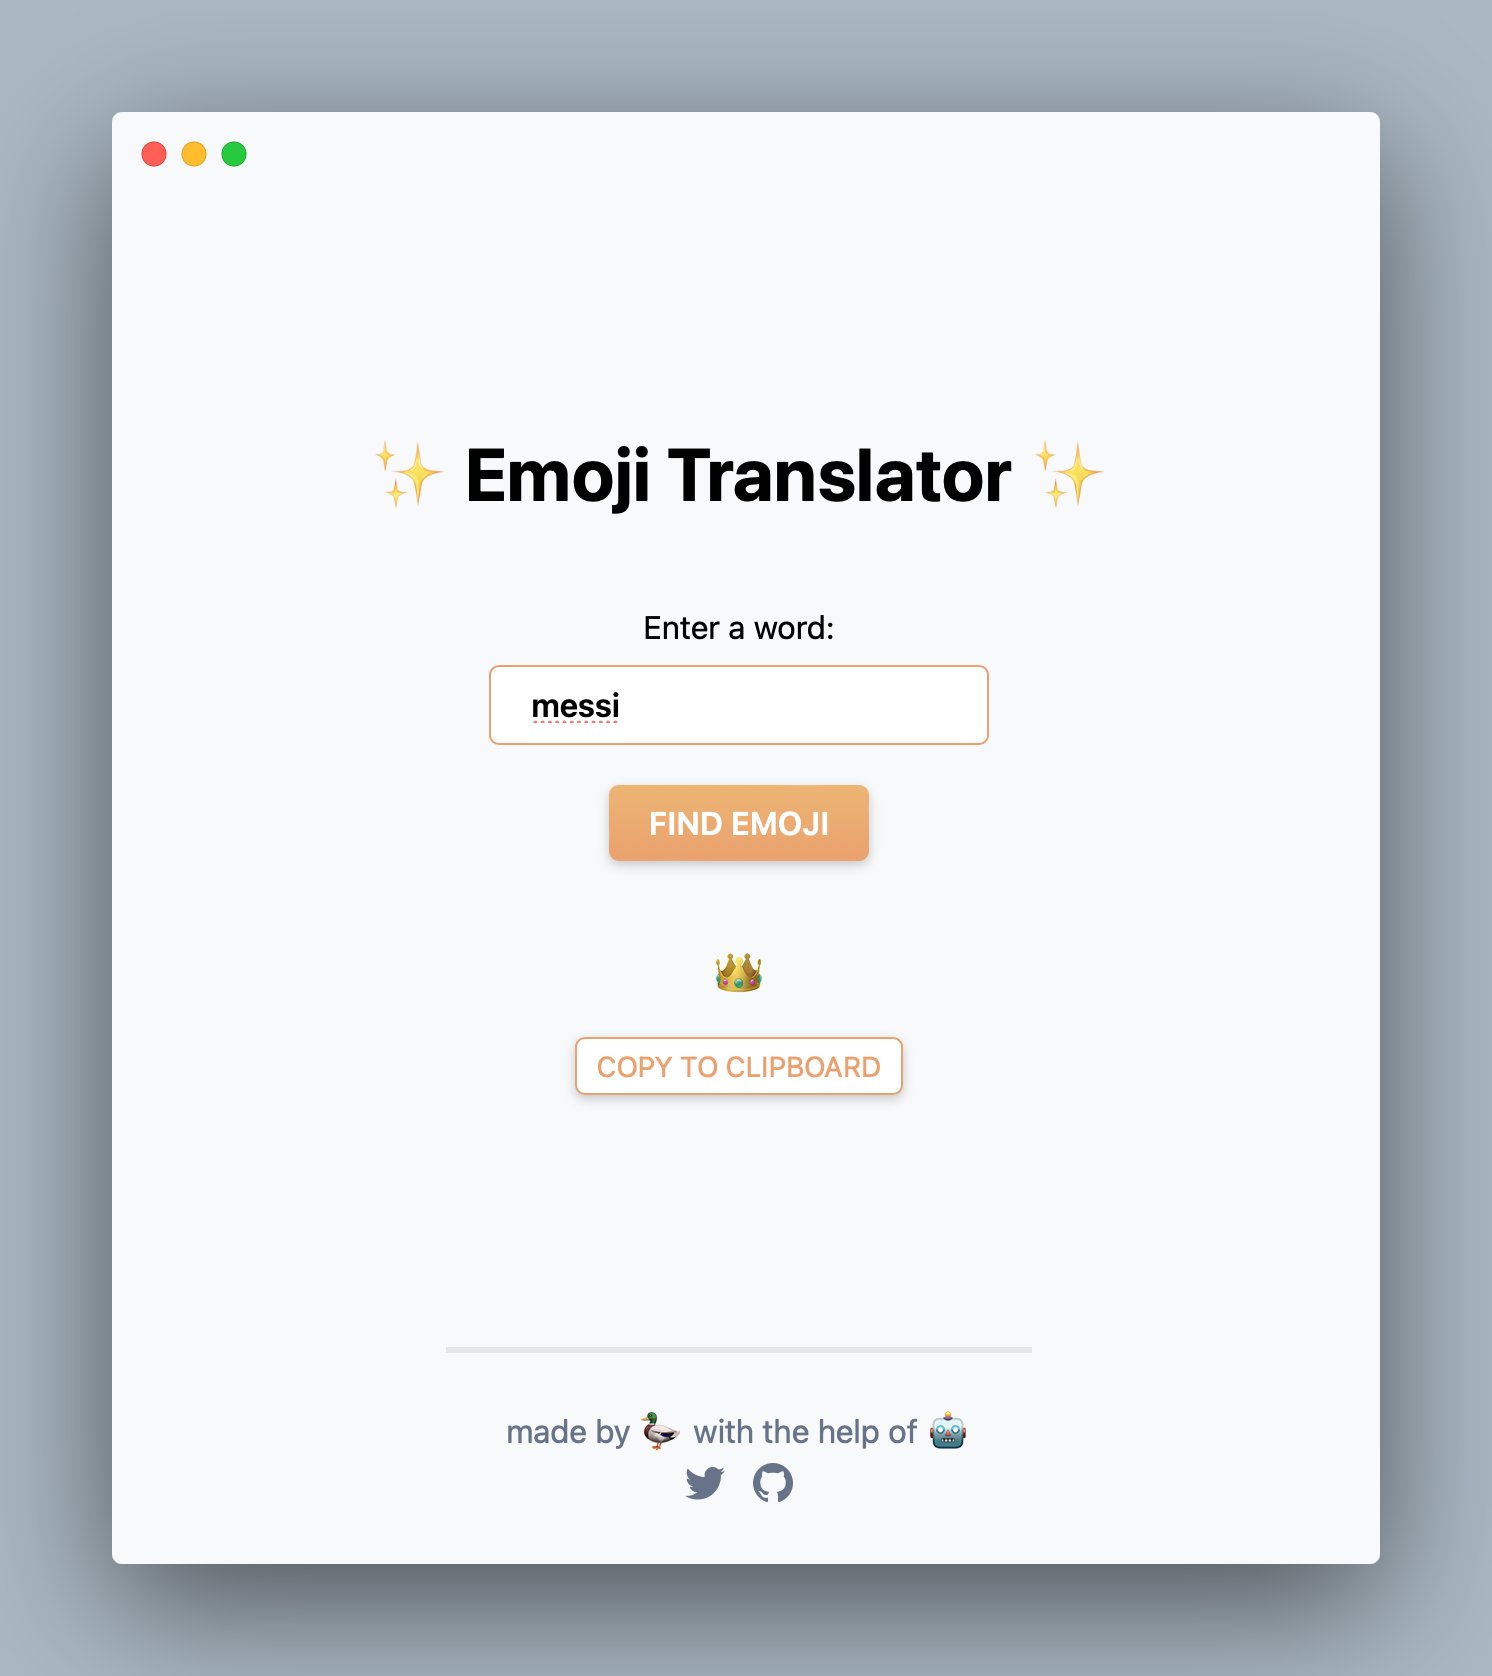 ✨ Emoji Translator ✨
Enter a word:
messi
FIND EMOJI
👑
COPY TO CLIPBOARD
made by 🦆 with the help of 🤖